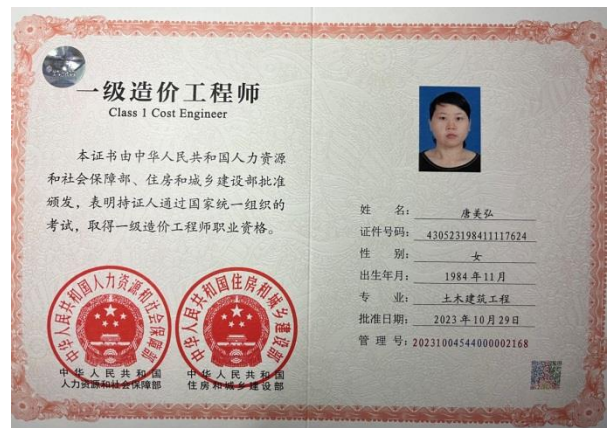 一级造价工程师
Class 1 Cost Engineer
本证书由中华人民共和国人力资源
和社会保障部、住房和城乡建设部批准
颁发，表明持证人通过国家统一组织的
考试，取得一级造价工程师职业资格。
中华人民共和国人力资源和社会保障部
中华人民共和国住房和城乡建设部
中华人民共和国
人力资源和社会保障部
中华人民共和国
住房和城乡建设部
姓 名：唐美弘
证件号码：430523198411117624
性 别：女
出生年月：1984年11月
专 业：土木建筑工程
批准日期：2023年10月29日
管 理 号：20231004544000002168